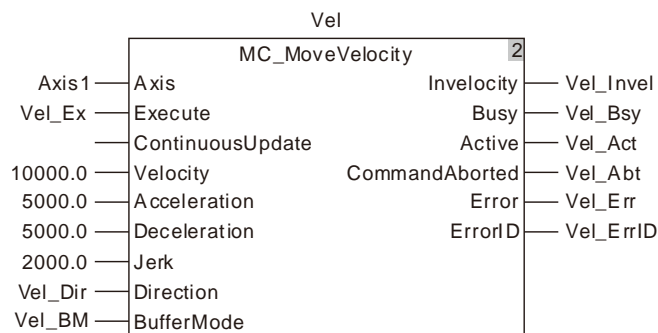 Vel
MC_MoveVelocity 2
Axis1 Axis Invelocity Vel_Invel
Vel_Ex Execute Busy Vel_Bsy
ContinuousUpdate Active Vel_Act
10000.0 Velocity CommandAborted Vel_Abt
5000.0 Acceleration Error Vel_Err
5000.0 Deceleration ErrorID Vel_ErrID
2000.0 Jerk
Vel_Dir Direction
Vel_BM BufferMode